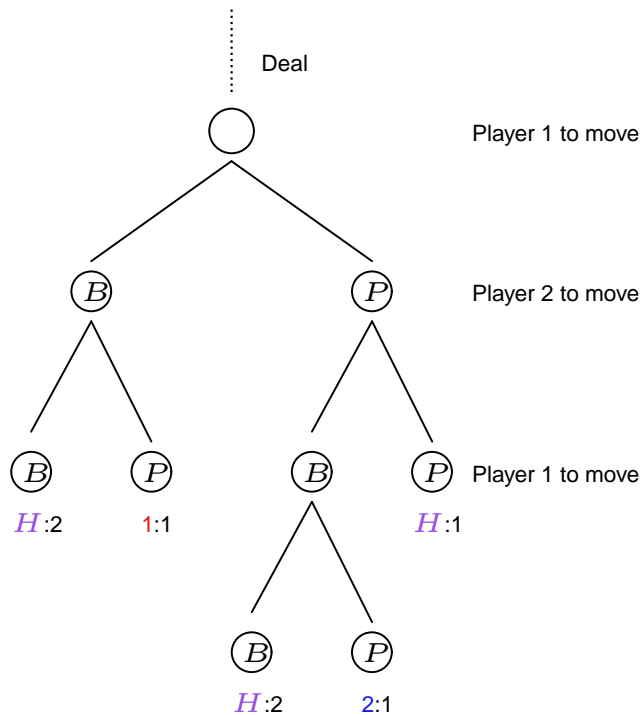 Deal
Player 1 to move
B P Player 2 to move
B P B P Player 1 to move
H:2 1:1 H:1
B P
H:2 2:1